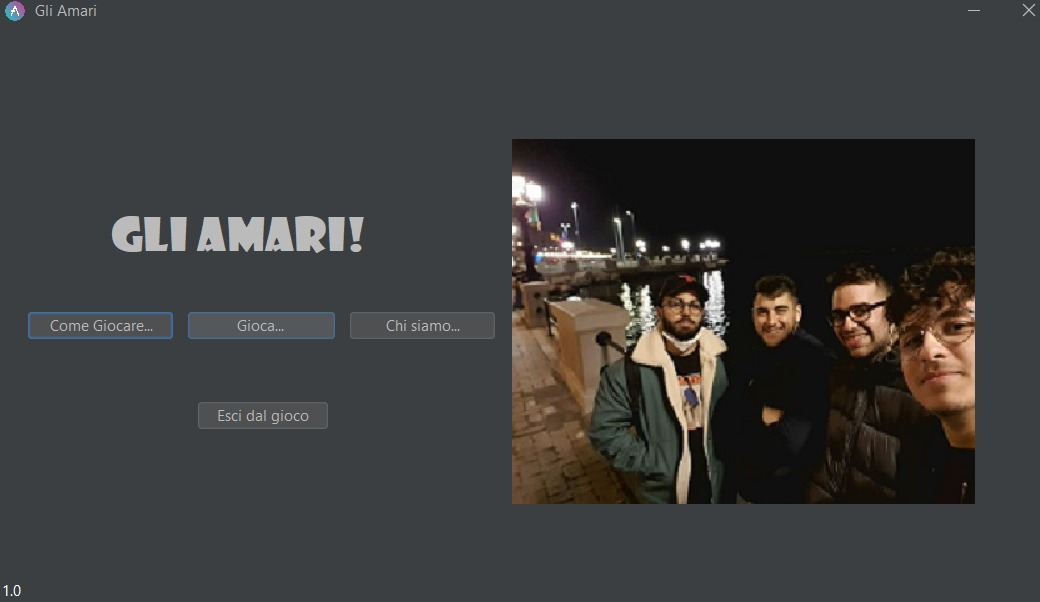 Gli Amari
GLI AMARI!
Come Giocare... Gioca... Chi siamo...
Esci dal gioco
1.0